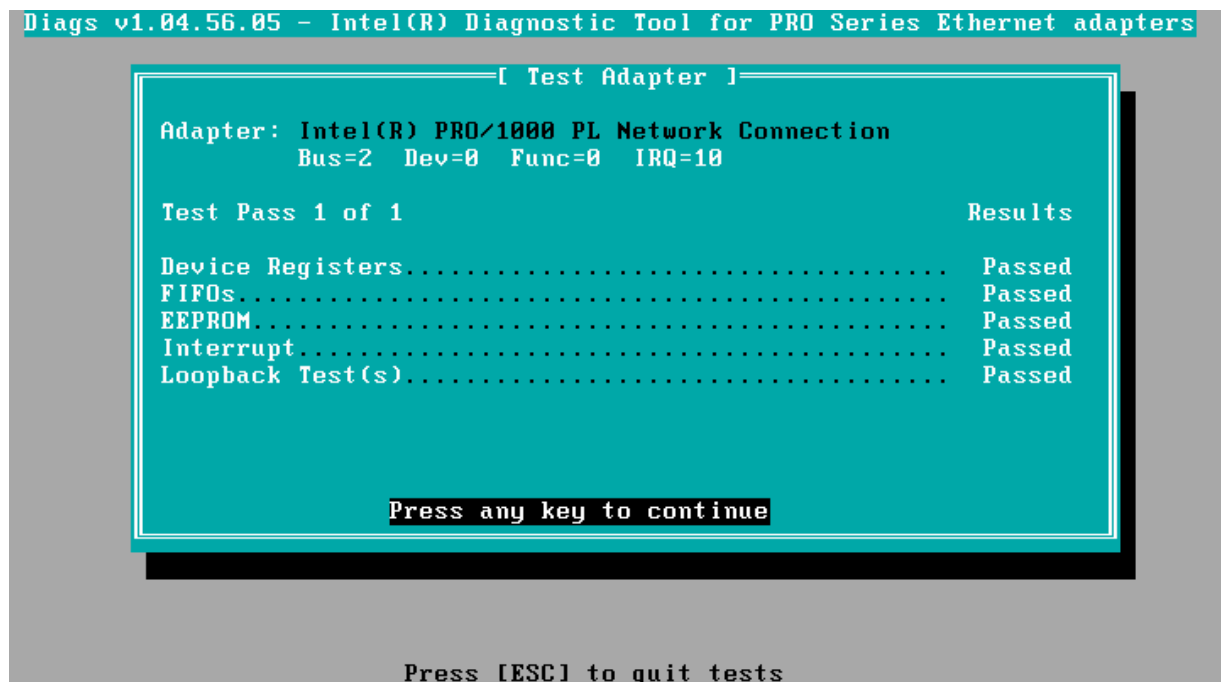 Diags v1.04.56.05 - Intel(R) Diagnostic Tool for PRO Series Ethernet adapters
[ Test Adapter ]
Adapter: Intel(R) PRO/1000 PL Network Connection
Bus=2 Dev=0 Func=0 IRQ=10
Test Pass 1 of 1 Results
Device Registers.................................... Passed
FIFOs............................................... Passed
EEPROM.............................................. Passed
Interrupt........................................... Passed
Loopback Test(s).................................... Passed
Press any key to continue
Press [ESC] to quit tests